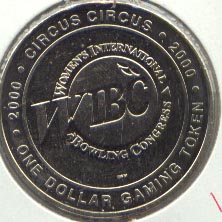 • 2000 • CIRCUS CIRCUS • 2000 •
WOMEN'S INTERNATIONAL
WIBC
BOWLING CONGRESS
ONE DOLLAR GAMING TOKEN